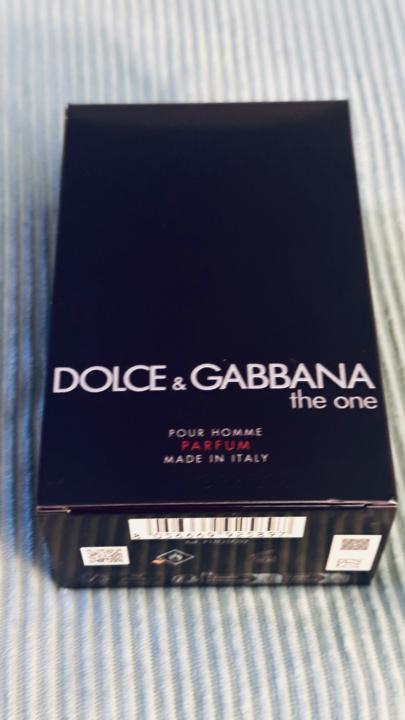 DOLCE & GABBANA
the one
POUR HOMME
PARFUM
MADE IN ITALY